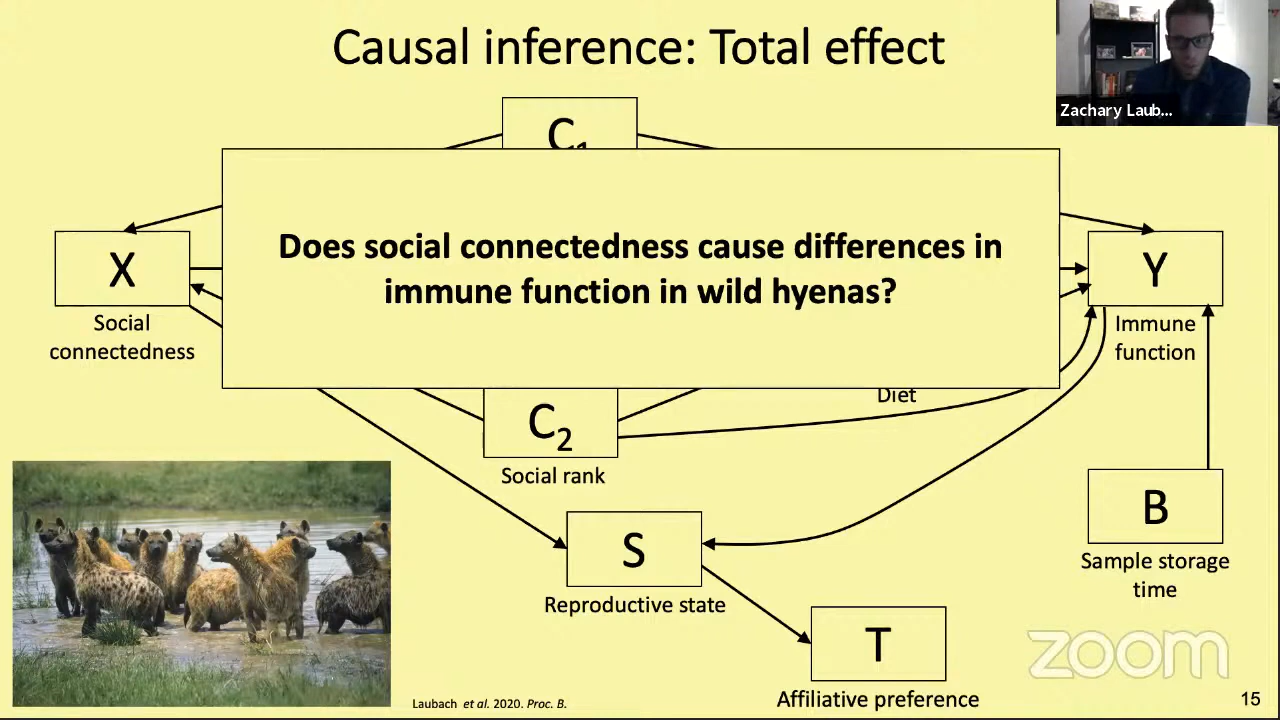 Causal inference: Total effect
Zachary Laub...
C1
Does social connectedness cause differences in
immune function in wild hyenas?
X
Y
Social
connectedness
Immune
function
Diet
C2
Social rank
S
B
Reproductive state
Sample storage
time
T
Affiliative preference
zoom
Laubach et al. 2020. Proc. B.
15